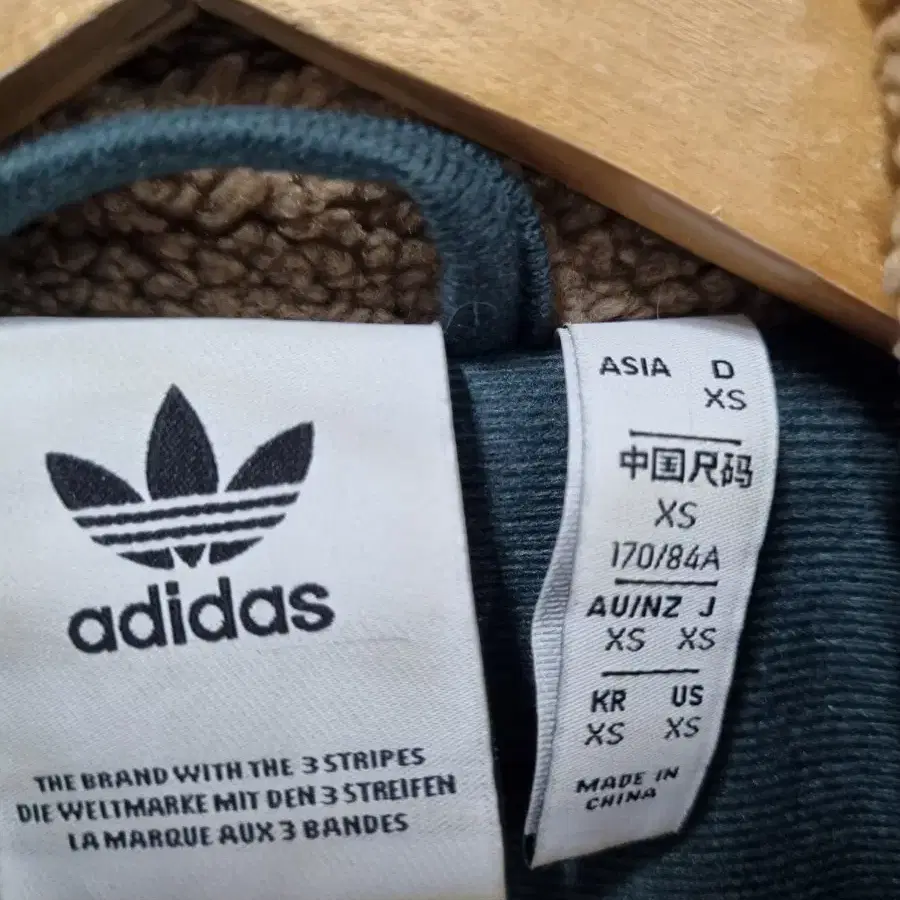 adidas
THE BRAND WITH THE 3 STRIPES
DIE WELTMARKE MIT DEN 3 STREIFEN
LA MARQUE AUX 3 BANDES
ASIA D
XS
中国尺码
XS
170/84A
AU/NZ J
XS XS
KR US
XS XS
MADE IN
CHINA